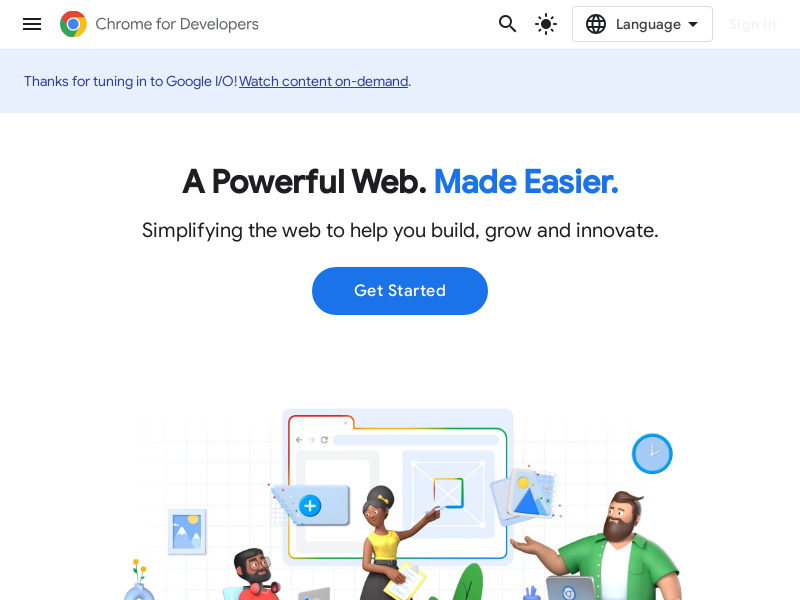 Chrome for Developers
Language
Sign in
Thanks for tuning in to Google I/O! Watch content on-demand.
A Powerful Web. Made Easier.
Simplifying the web to help you build, grow and innovate.
Get Started